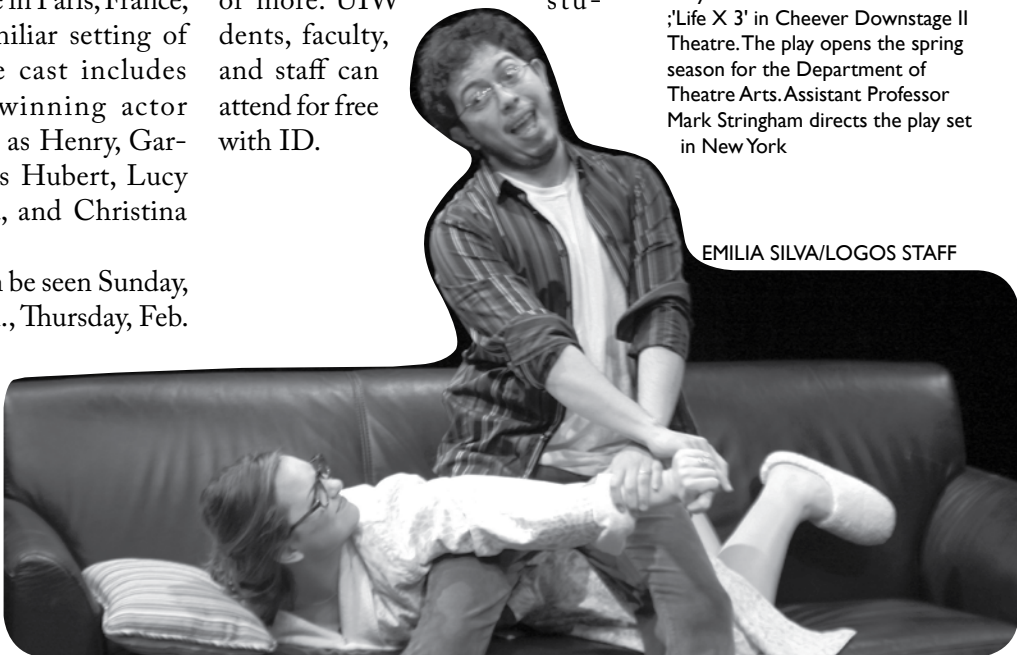 in Paris, France,
miliar setting of
e cast includes
winning actor
as Henry, Gar-
s Hubert, Lucy
, and Christina
n be seen Sunday,
., Thursday, Feb.
or more. UIW
stu-
dents, faculty,
and staff can
attend for free
with ID.
;'Life X 3' in Cheever Downstage II
Theatre. The play opens the spring
season for the Department of
Theatre Arts. Assistant Professor
Mark Stringham directs the play set
in New York
EMILIA SILVA/LOGOS STAFF